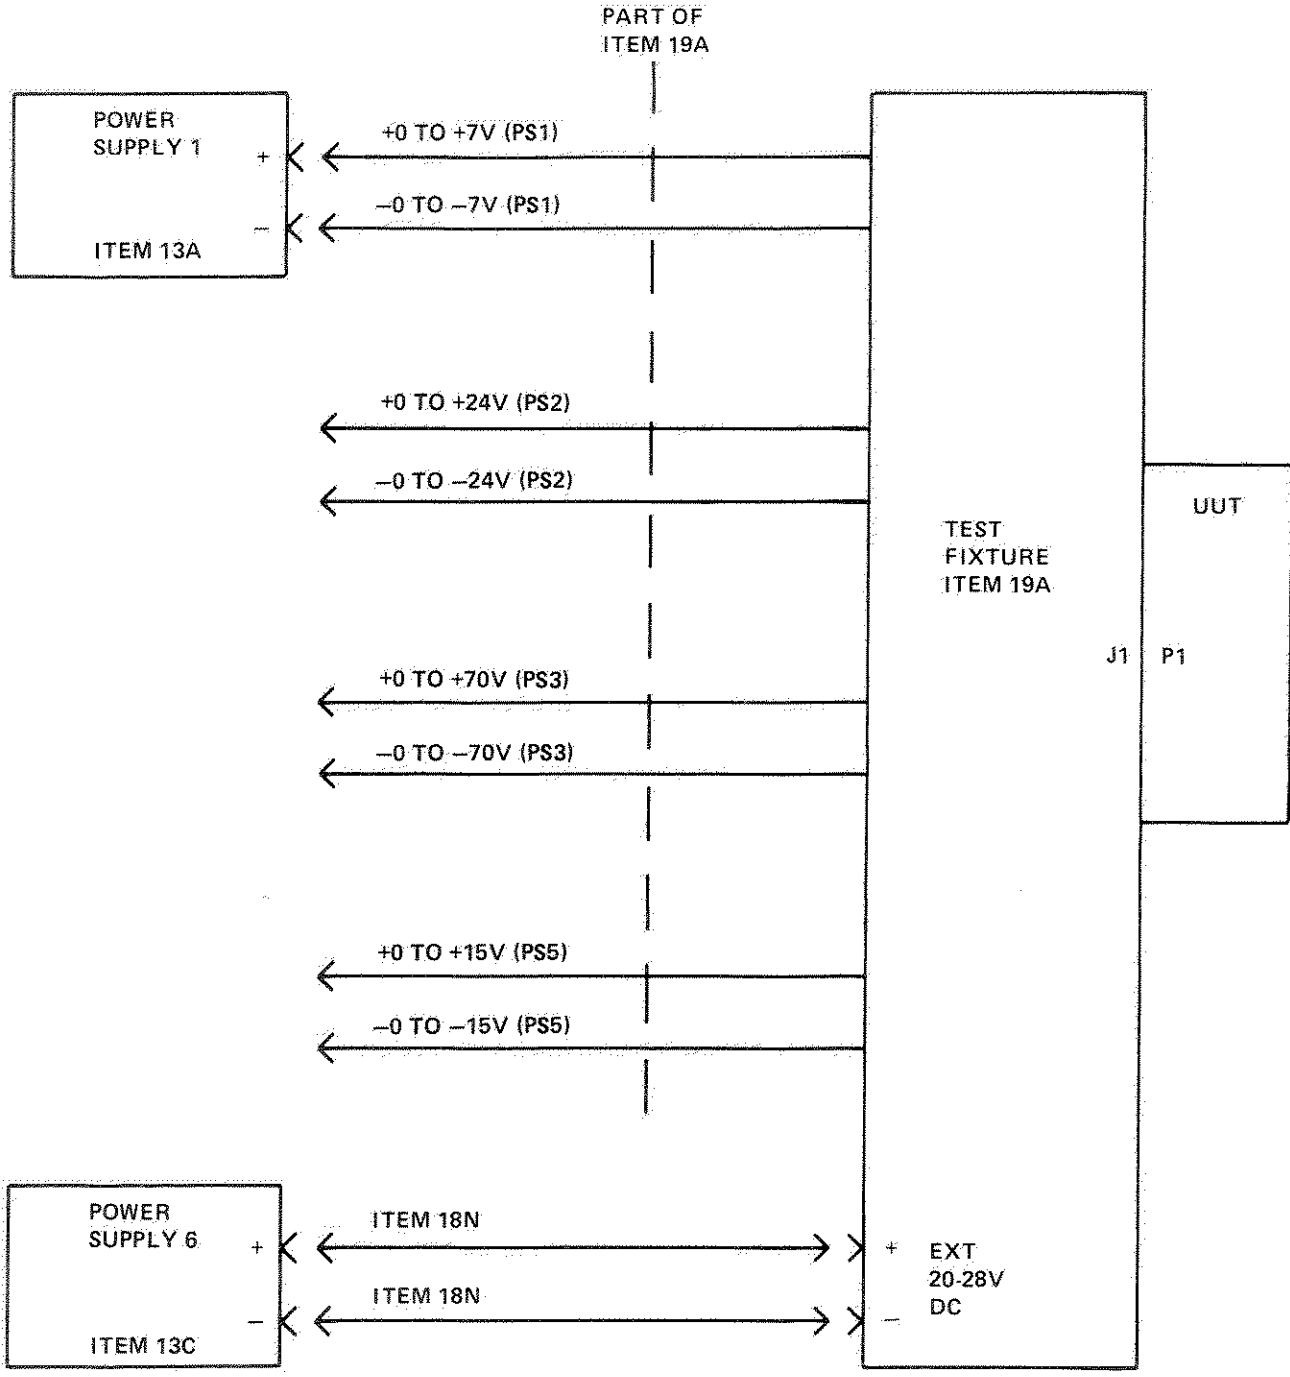 PART OF
ITEM 19A
POWER
SUPPLY 1
+
−
ITEM 13A
+0 TO +7V (PS1)
−0 TO −7V (PS1)
+0 TO +24V (PS2)
−0 TO −24V (PS2)
+0 TO +70V (PS3)
−0 TO −70V (PS3)
+0 TO +15V (PS5)
−0 TO −15V (PS5)
TEST
FIXTURE
ITEM 19A
UUT
J1
P1
POWER
SUPPLY 6
+
−
ITEM 13C
ITEM 18N
ITEM 18N
+
−
EXT
20-28V
DC